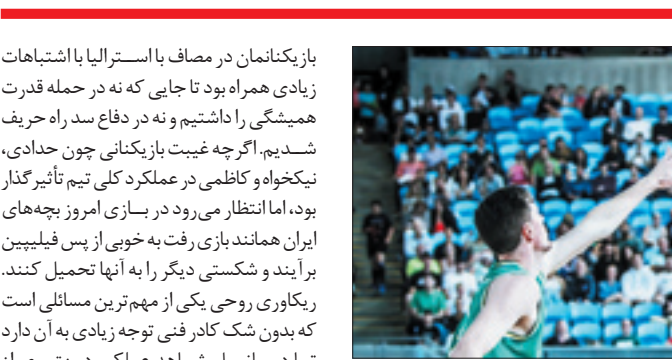 بازیکنانمان در مصاف با استرالیا با اشتباهات
زیادی همراه بود تا جایی که نه در حمله قدرت
همیشگی را داشتیم و نه در دفاع سد راه حریف
شدیم. اگرچه غیبت بازیکنانی چون حدادی،
نیکخواه و کاظمی در عملکرد کلی تیم تأثیرگذار
بود، اما انتظار می‌رود در بازی امروز بچه‌های
ایران همانند بازی رفت به خوبی از پس فیلیپین
برآیند و شکستی دیگر را به آنها تحمیل کنند.
ریکاوری روحی یکی از مهم‌ترین مسائلی است
که بدون شک کادر فنی توجه زیادی به آن دارد